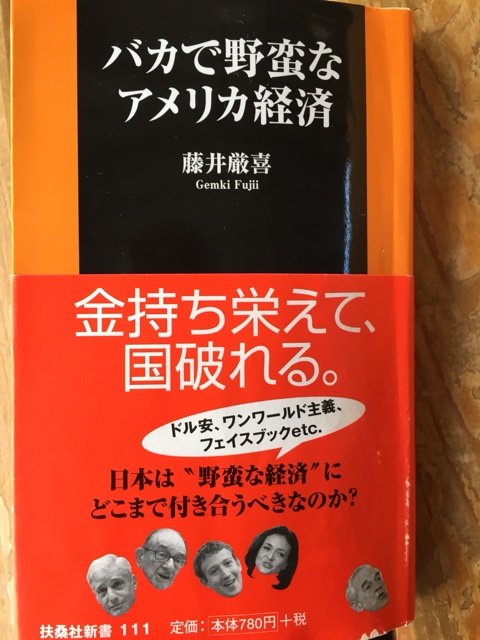 バカで野蛮な
アメリカ経済
藤井厳喜
Gemki Fujii
金持ち栄えて、
国破れる。
ドル安、ワンワールド主義、
フェイスブックetc.
日本は〝野蛮な経済〟に
どこまで付き合うべきなのか?
扶桑社新書 111 定価:本体780円+税